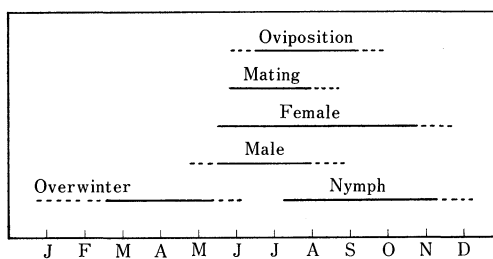 Oviposition
Mating
Female
Male
Overwinter Nymph
J F M A M J J A S O N D